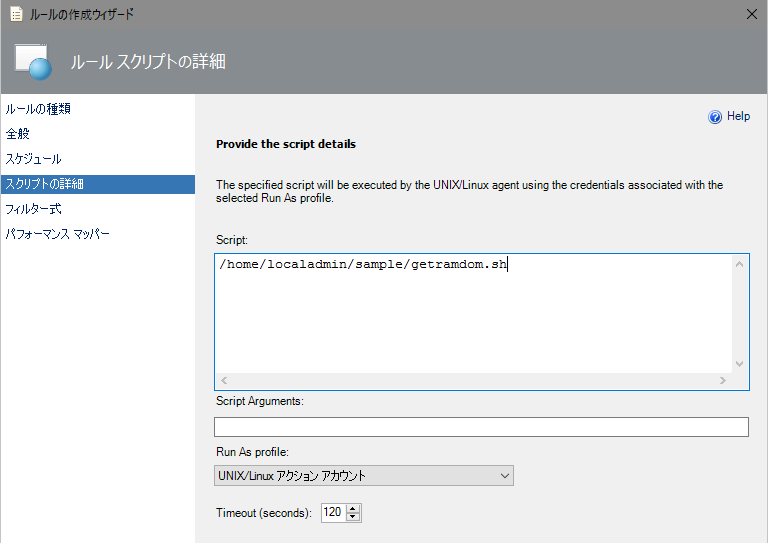 ルールの作成ウィザード
ルール スクリプトの詳細
ルールの種類
全般
スケジュール
スクリプトの詳細
フィルター式
パフォーマンス マッパー
Help
Provide the script details
The specified script will be executed by the UNIX/Linux agent using the credentials associated with the
selected Run As profile.
Script:
/home/localadmin/sample/getramdom.sh
Script Arguments:
Run As profile:
UNIX/Linux アクション アカウント
Timeout (seconds):
120